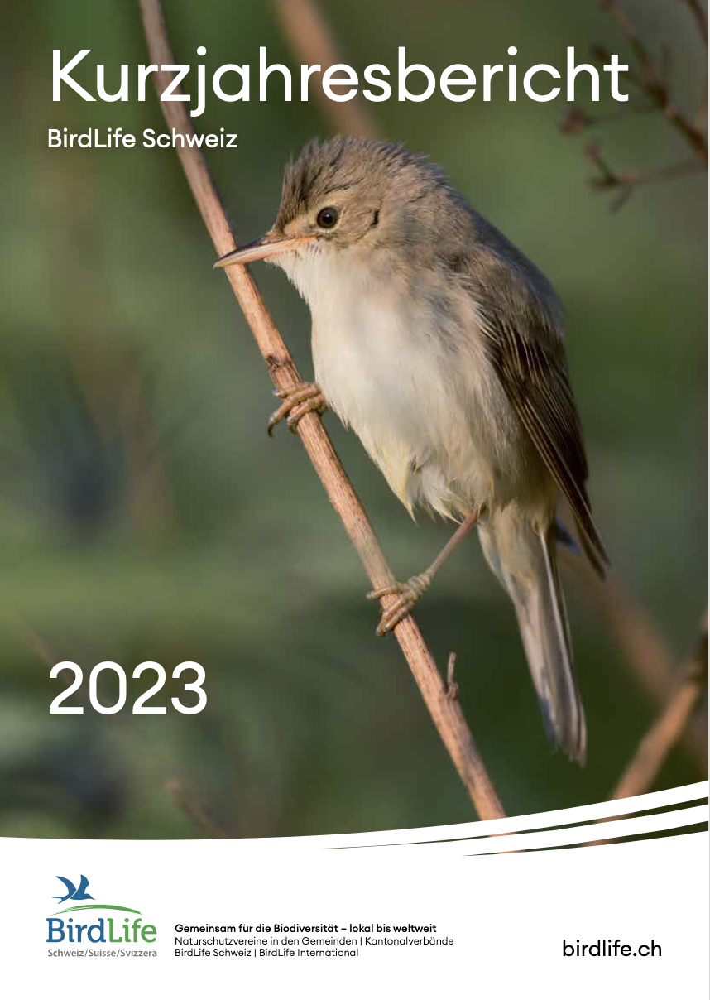 Kurzjahresbericht
BirdLife Schweiz
2023
BirdLife
Schweiz/Suisse/Svizzera
Gemeinsam für die Biodiversität – lokal bis weltweit
Naturschutzvereine in den Gemeinden | Kantonalverbände
BirdLife Schweiz | BirdLife International
birdlife.ch